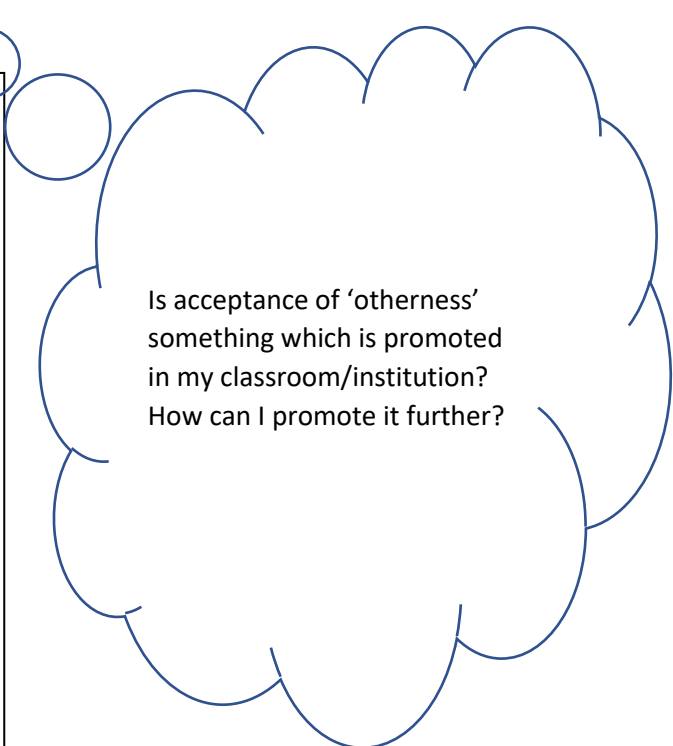 Is acceptance of ‘otherness’
something which is promoted
in my classroom/institution?
How can I promote it further?